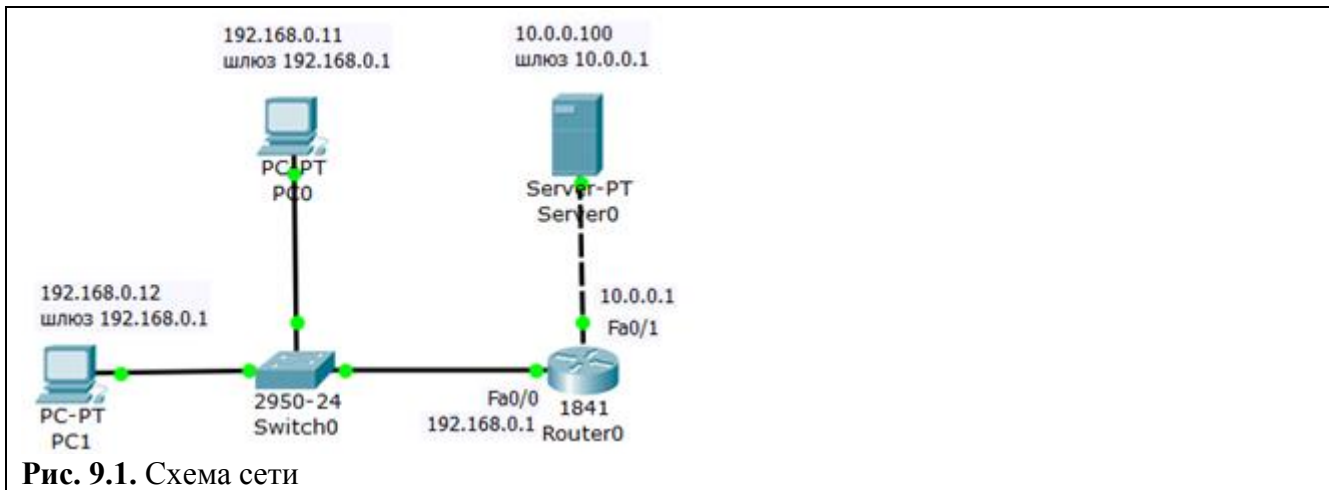 192.168.0.11
шлюз 192.168.0.1
10.0.0.100
шлюз 10.0.0.1
PC-PT
PC0
Server-PT
Server0
192.168.0.12
шлюз 192.168.0.1
10.0.0.1
Fa0/1
PC-PT
PC1
2950-24
Switch0
Fa0/0
192.168.0.1
1841
Router0
Рис. 9.1. Схема сети